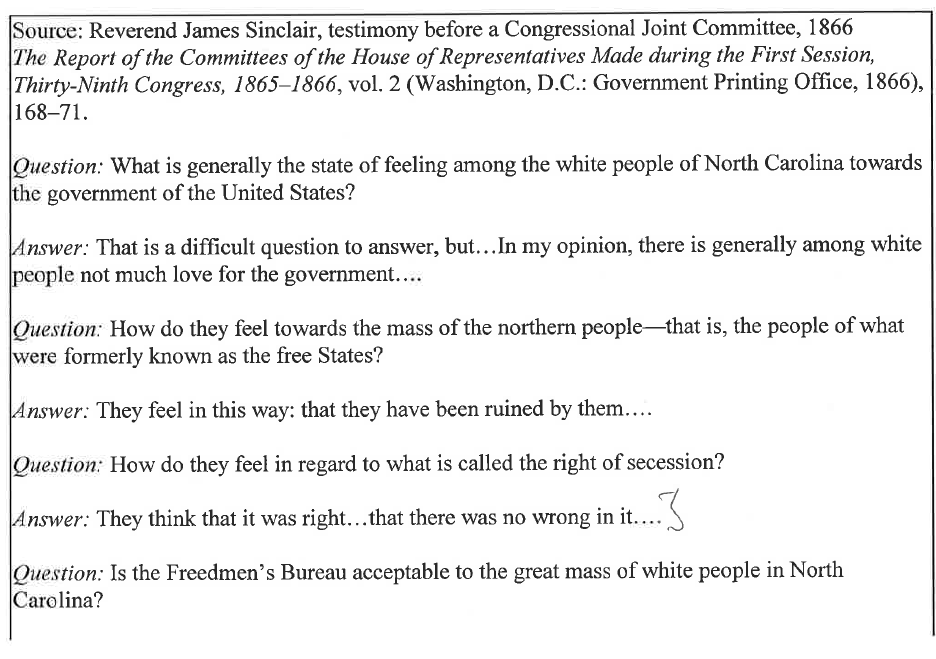 Source: Reverend James Sinclair, testimony before a Congressional Joint Committee, 1866
The Report of the Committees of the House of Representatives Made during the First Session,
Thirty-Ninth Congress, 1865–1866, vol. 2 (Washington, D.C.: Government Printing Office, 1866),
168–71.
Question: What is generally the state of feeling among the white people of North Carolina towards
the government of the United States?
Answer: That is a difficult question to answer, but…In my opinion, there is generally among white
people not much love for the government….
Question: How do they feel towards the mass of the northern people—that is, the people of what
were formerly known as the free States?
Answer: They feel in this way: that they have been ruined by them….
Question: How do they feel in regard to what is called the right of secession?
Answer: They think that it was right…that there was no wrong in it….
Question: Is the Freedmen's Bureau acceptable to the great mass of white people in North
Carolina?